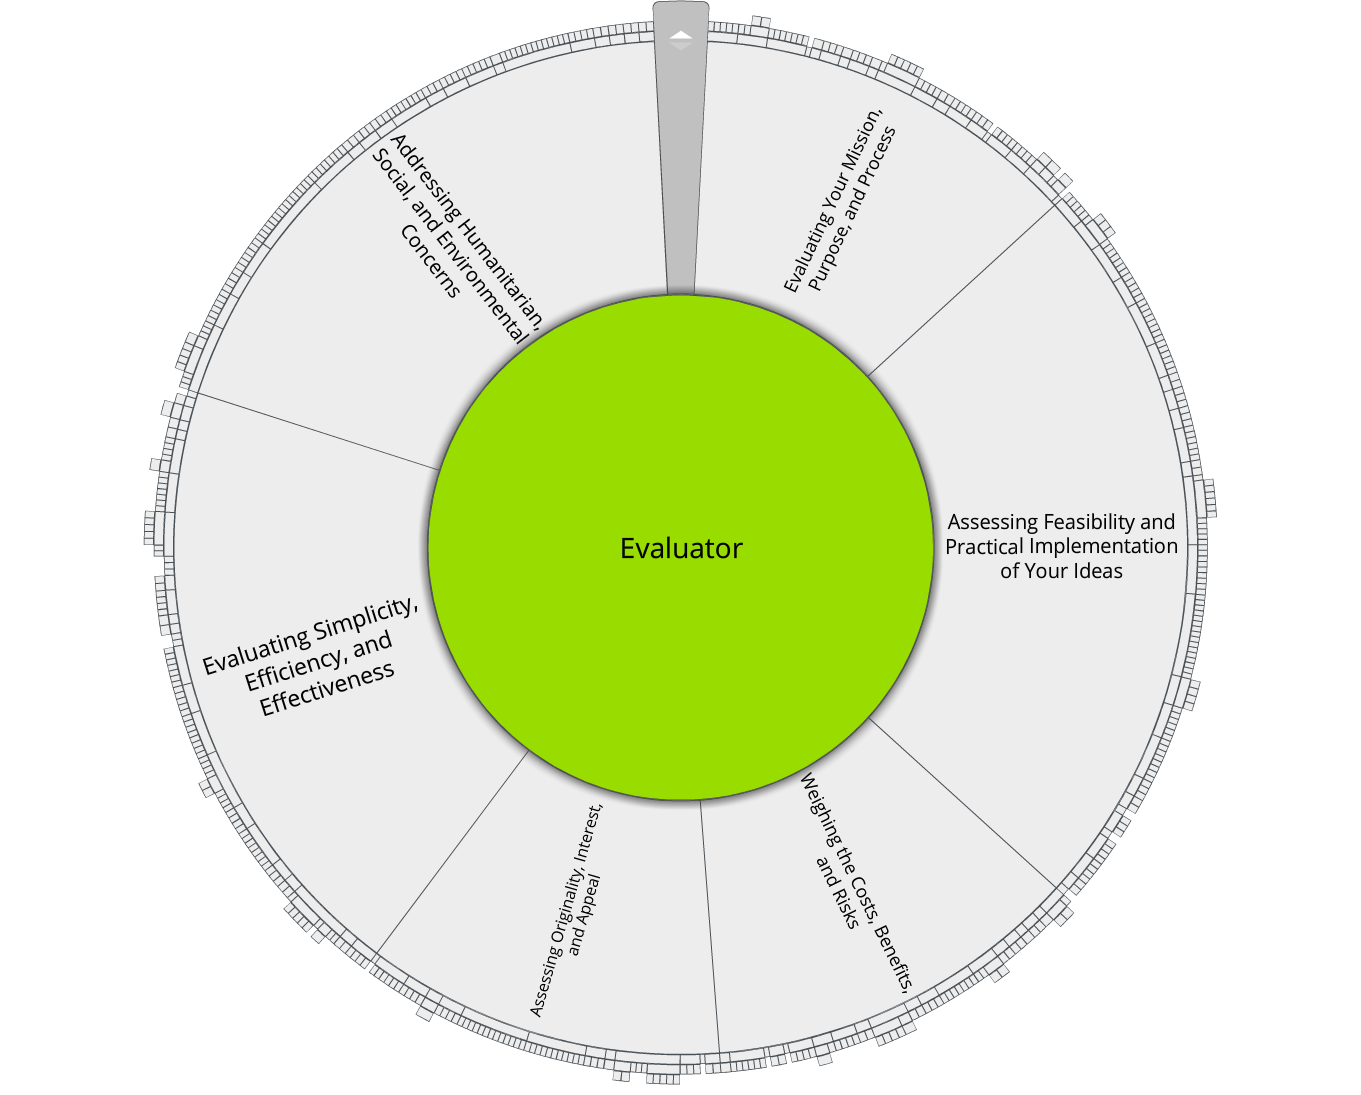 Evaluator
Evaluating Your Mission,
Purpose, and Process
Assessing Feasibility and
Practical Implementation
of Your Ideas
Weighing the Costs, Benefits,
and Risks
Assessing Originality, Interest,
and Appeal
Evaluating Simplicity,
Efficiency, and
Effectiveness
Addressing Humanitarian,
Social, and Environmental
Concerns